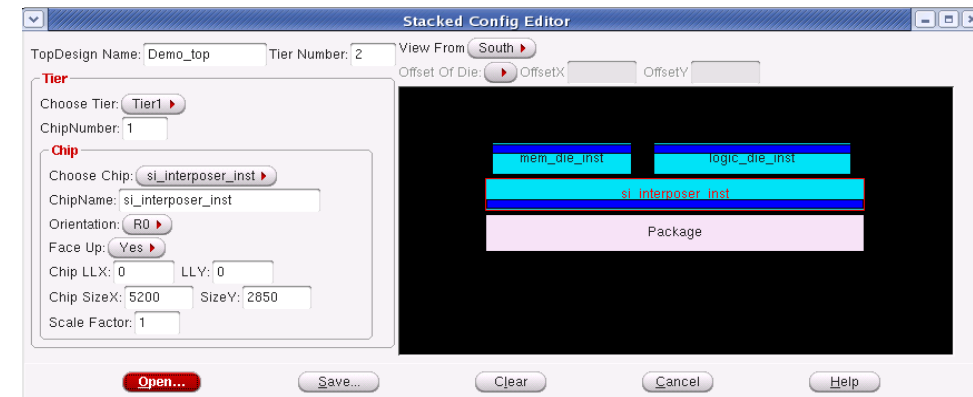 Stacked Config Editor
TopDesign Name: Demo_top Tier Number: 2
View From South
Offset Of Die: OffsetX OffsetY
Tier
Choose Tier: Tier1
ChipNumber: 1
Chip
Choose Chip: si_interposer_inst
ChipName: si_interposer_inst
Orientation: R0
Face Up: Yes
Chip LLX: 0 LLY: 0
Chip SizeX: 5200 SizeY: 2850
Scale Factor: 1
mem_die_inst logic_die_inst
si_interposer_inst
Package
Open... Save... Clear Cancel Help